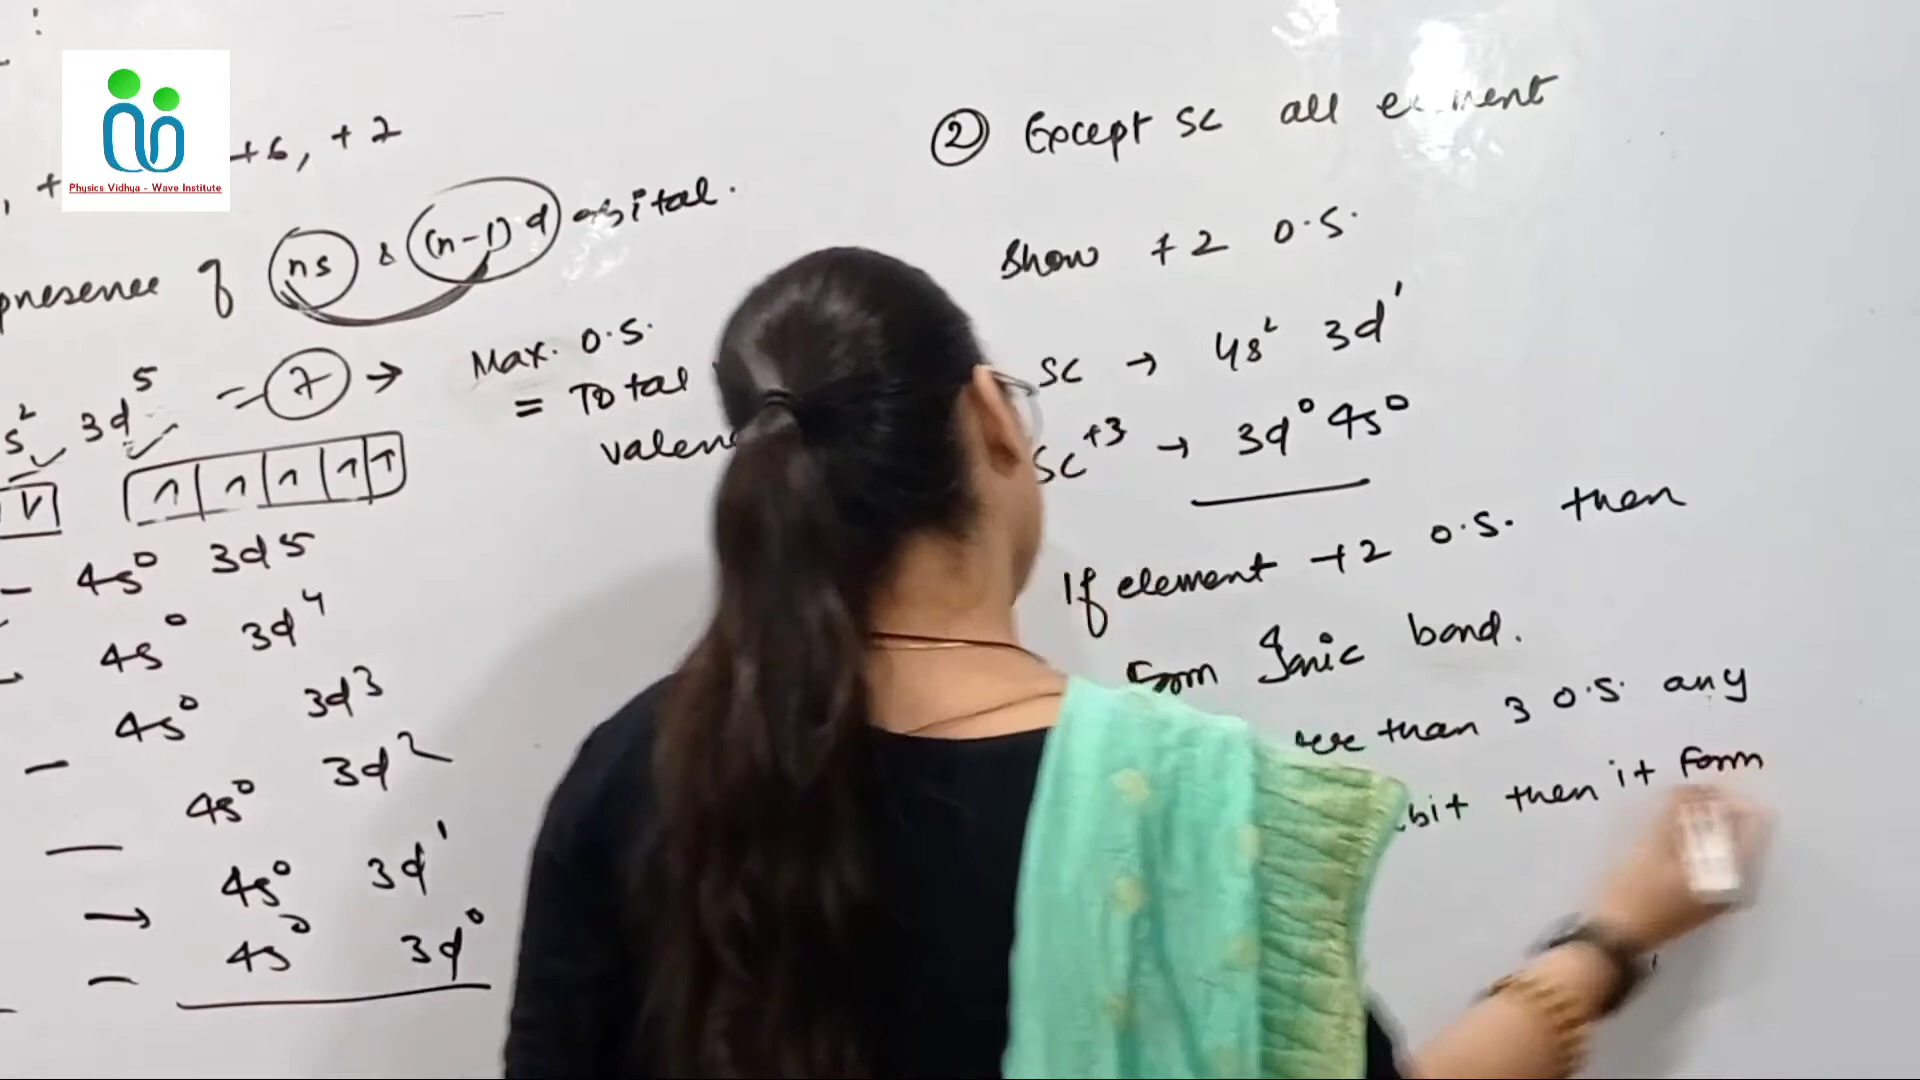 +6, +7
Physics Vidhya - Wave Institute
presence of ns & (n-1)d orbital.
s² 3d⁵ = 7 → Max. O.S.
= Total
valen
4s⁰ 3d5
4s⁰ 3d⁴
4s⁰ 3d³
4s⁰ 3d²
4s⁰ 3d¹
→ 4s⁰ 3d⁰
② Except Sc all element
Show +2 O.S.
Sc → 4s² 3d¹
Sc⁺³ → 3d⁰ 4s⁰
If element +2 O.S. then
Form Ionic bond.
than 3 O.S. any
then it Form